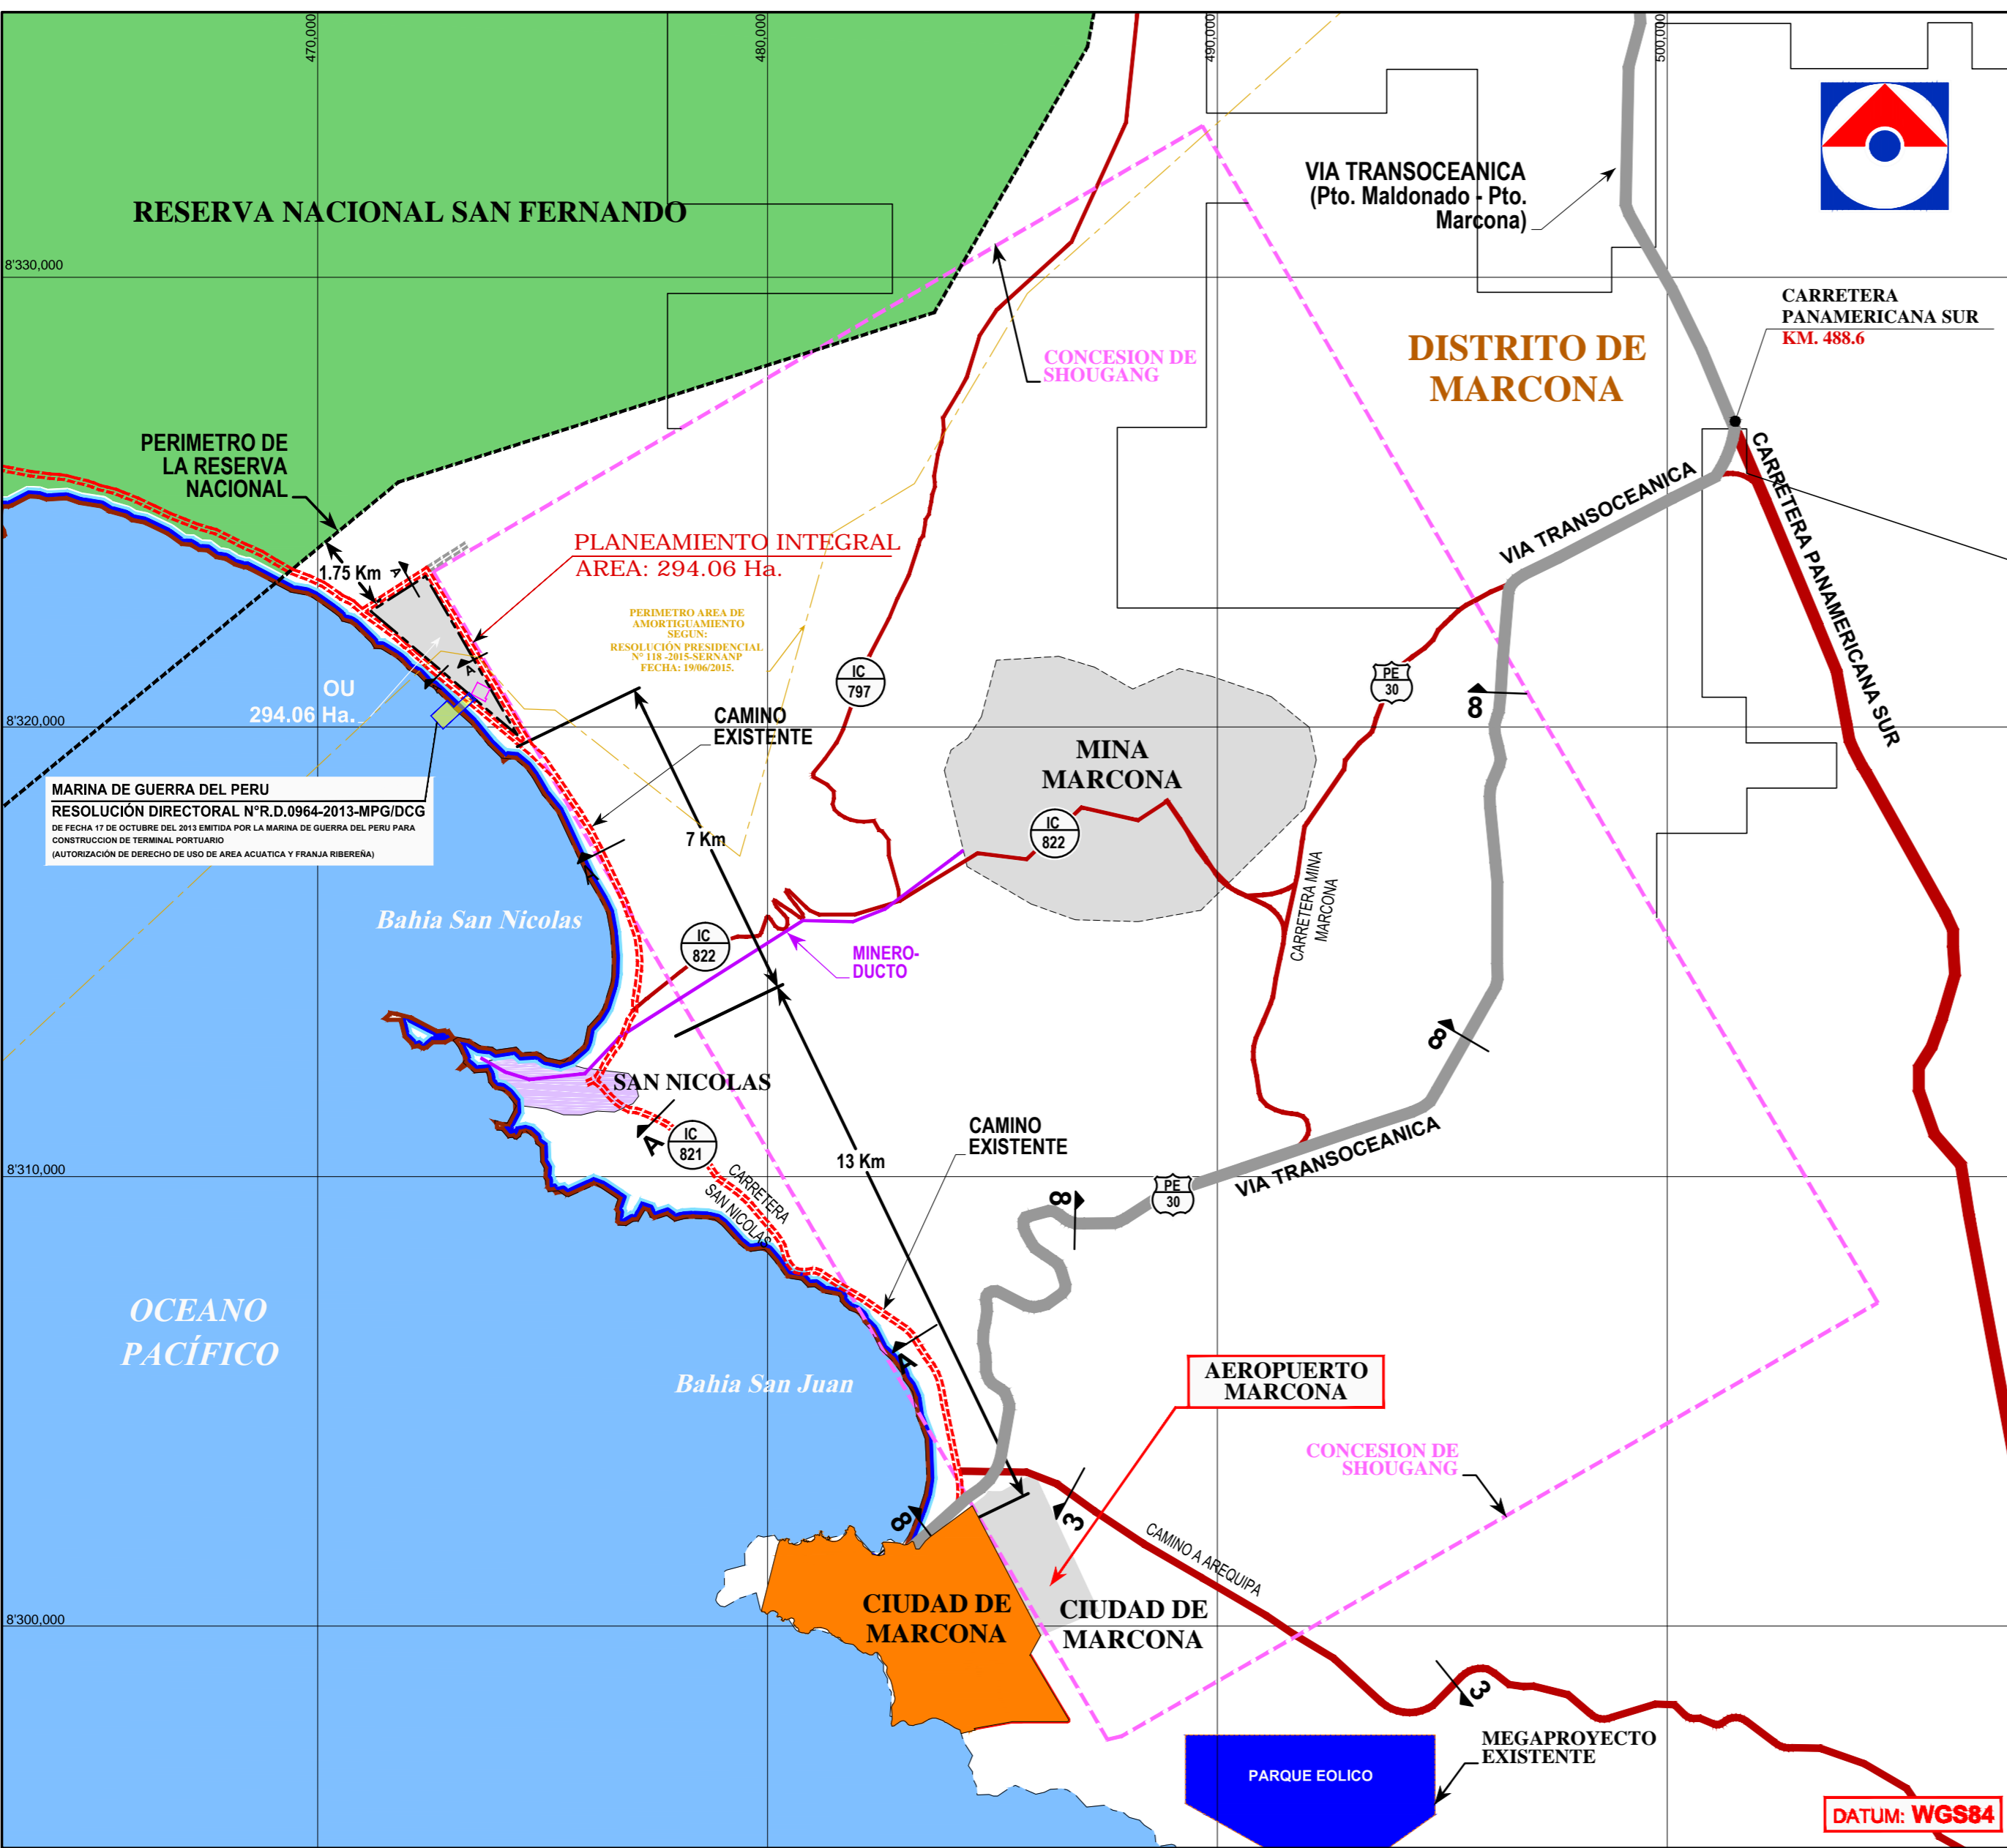 470,000
480,000
490,000
500,000
RESERVA NACIONAL SAN FERNANDO
VIA TRANSOCEANICA
(Pto. Maldonado - Pto.
Marcona)
8'330,000
CARRETERA
PANAMERICANA SUR
KM. 488.6
DISTRITO DE
MARCONA
CONCESION DE
SHOUGANG
PERIMETRO DE
LA RESERVA
NACIONAL
CARRETERA PANAMERICANA SUR
VIA TRANSOCEANICA
PLANEAMIENTO INTEGRAL
AREA: 294.06 Ha.
1.75 Km
A
PERIMETRO AREA DE
AMORTIGUAMIENTO
SEGUN:
RESOLUCIÓN PRESIDENCIAL
Nº 118 -2015-SERNANP
FECHA: 19/06/2015.
A
IC
797
PE
30
OU
294.06 Ha.
8
8'320,000
CAMINO
EXISTENTE
MINA
MARCONA
MARINA DE GUERRA DEL PERU
RESOLUCIÓN DIRECTORAL N°R.D.0964-2013-MPG/DCG
DE FECHA 17 DE OCTUBRE DEL 2013 EMITIDA POR LA MARINA DE GUERRA DEL PERU PARA
CONSTRUCCION DE TERMINAL PORTUARIO
(AUTORIZACIÓN DE DERECHO DE USO DE AREA ACUATICA Y FRANJA RIBEREÑA)
7 Km
IC
822
A
CARRETERA MINA
MARCONA
Bahia San Nicolas
IC
822
MINERO-
DUCTO
8
SAN NICOLAS
A
IC
821
CAMINO
EXISTENTE
13 Km
VIA TRANSOCEANICA
8'310,000
CARRETERA
SAN NICOLAS
8
PE
30
OCEANO
PACÍFICO
A
Bahia San Juan
AEROPUERTO
MARCONA
CONCESION DE
SHOUGANG
8
3
CAMINO A AREQUIPA
CIUDAD DE
MARCONA
CIUDAD DE
MARCONA
8'300,000
3
MEGAPROYECTO
EXISTENTE
PARQUE EOLICO
DATUM: WGS84